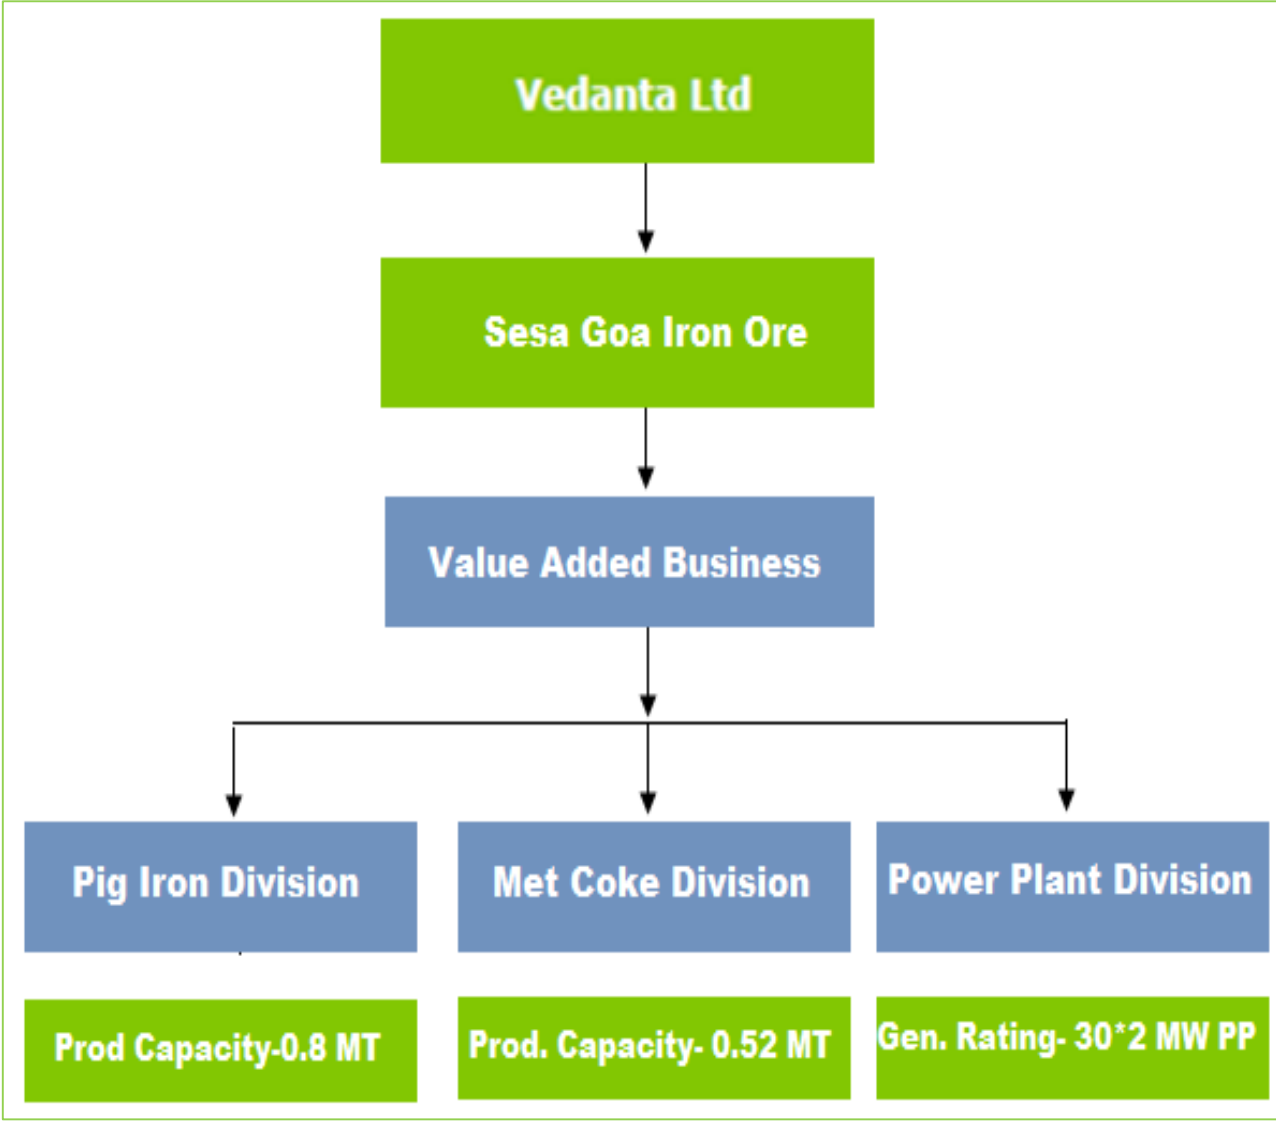 Vedanta Ltd
Sesa Goa Iron Ore
Value Added Business
Pig Iron Division
Met Coke Division
Power Plant Division
Prod Capacity-0.8 MT
Prod. Capacity- 0.52 MT
Gen. Rating- 30*2 MW PP